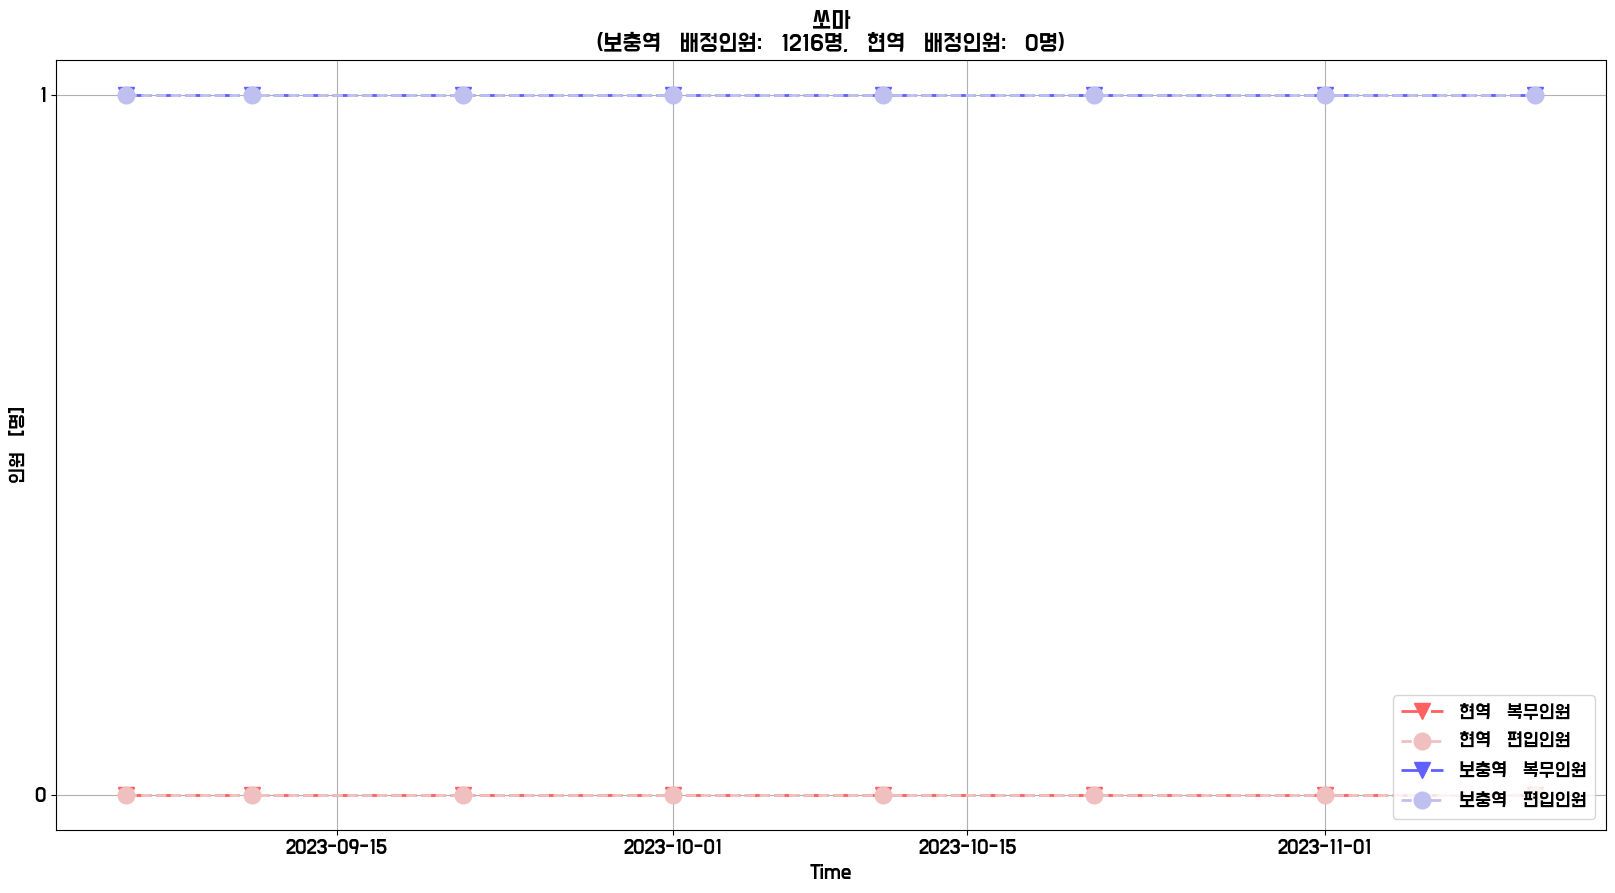 쏘마
(보충역 배정인원: 1216명, 현역 배정인원: 0명)
1
인원 [명]
0
현역 복무인원
현역 편입인원
보충역 복무인원
보충역 편입인원
2023-09-15
2023-10-01
2023-10-15
2023-11-01
Time